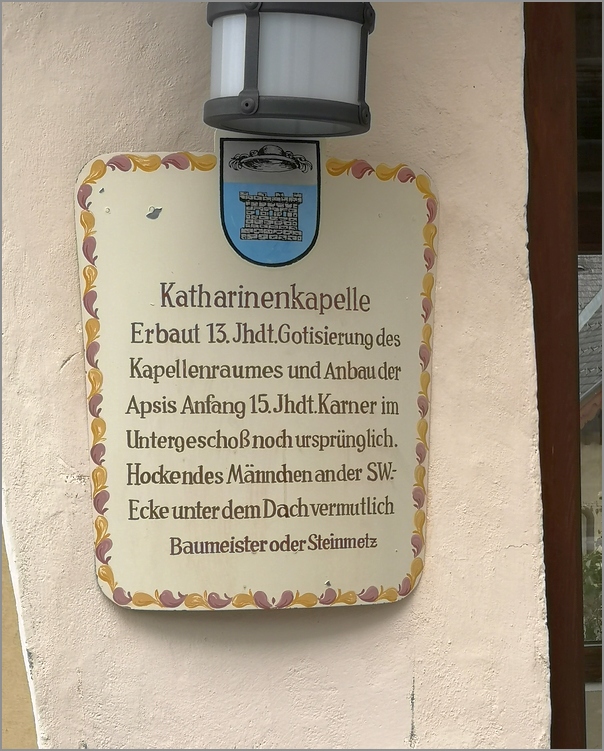 Katharinenkapelle
Erbaut 13. Jhdt. Gotisierung des
Kapellenraumes und Anbau der
Apsis Anfang 15. Jhdt. Karner im
Untergeschoß noch ursprünglich.
Hockendes Männchen an der SW.-
Ecke unter dem Dach vermutlich
Baumeister oder Steinmetz